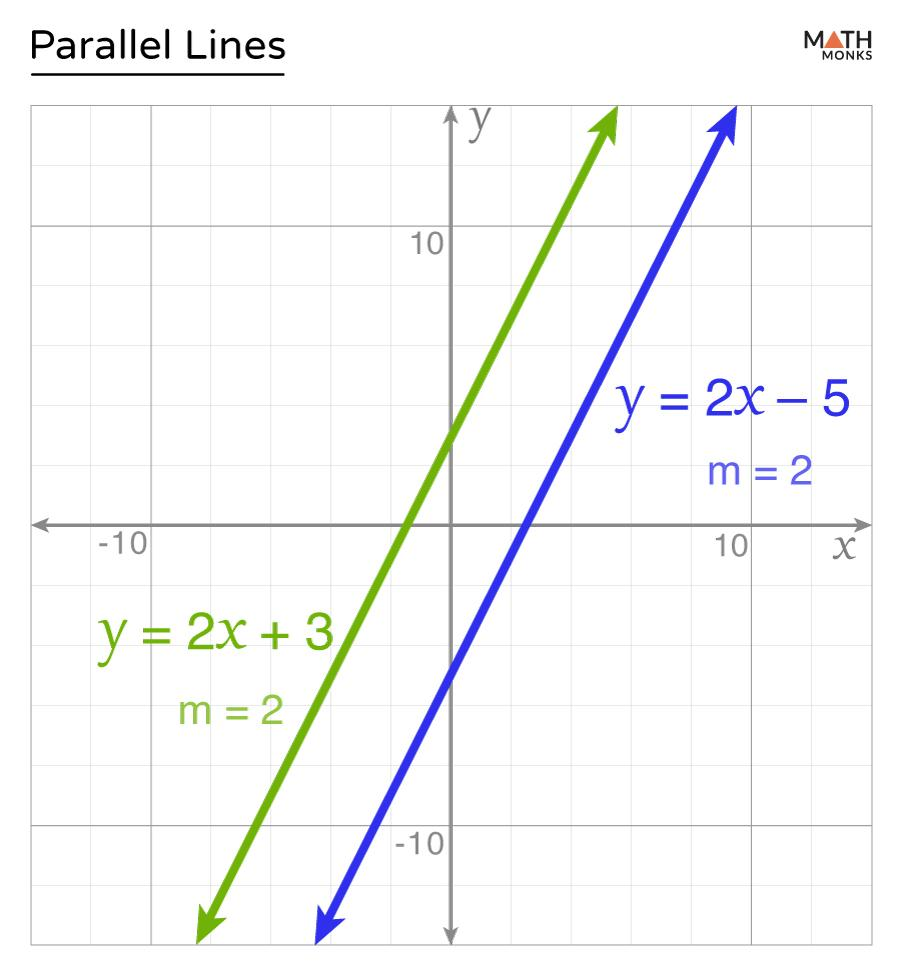 Parallel Lines
MATH
MONKS
y
10
y = 2x – 5
m = 2
-10
10
x
y = 2x + 3
m = 2
-10